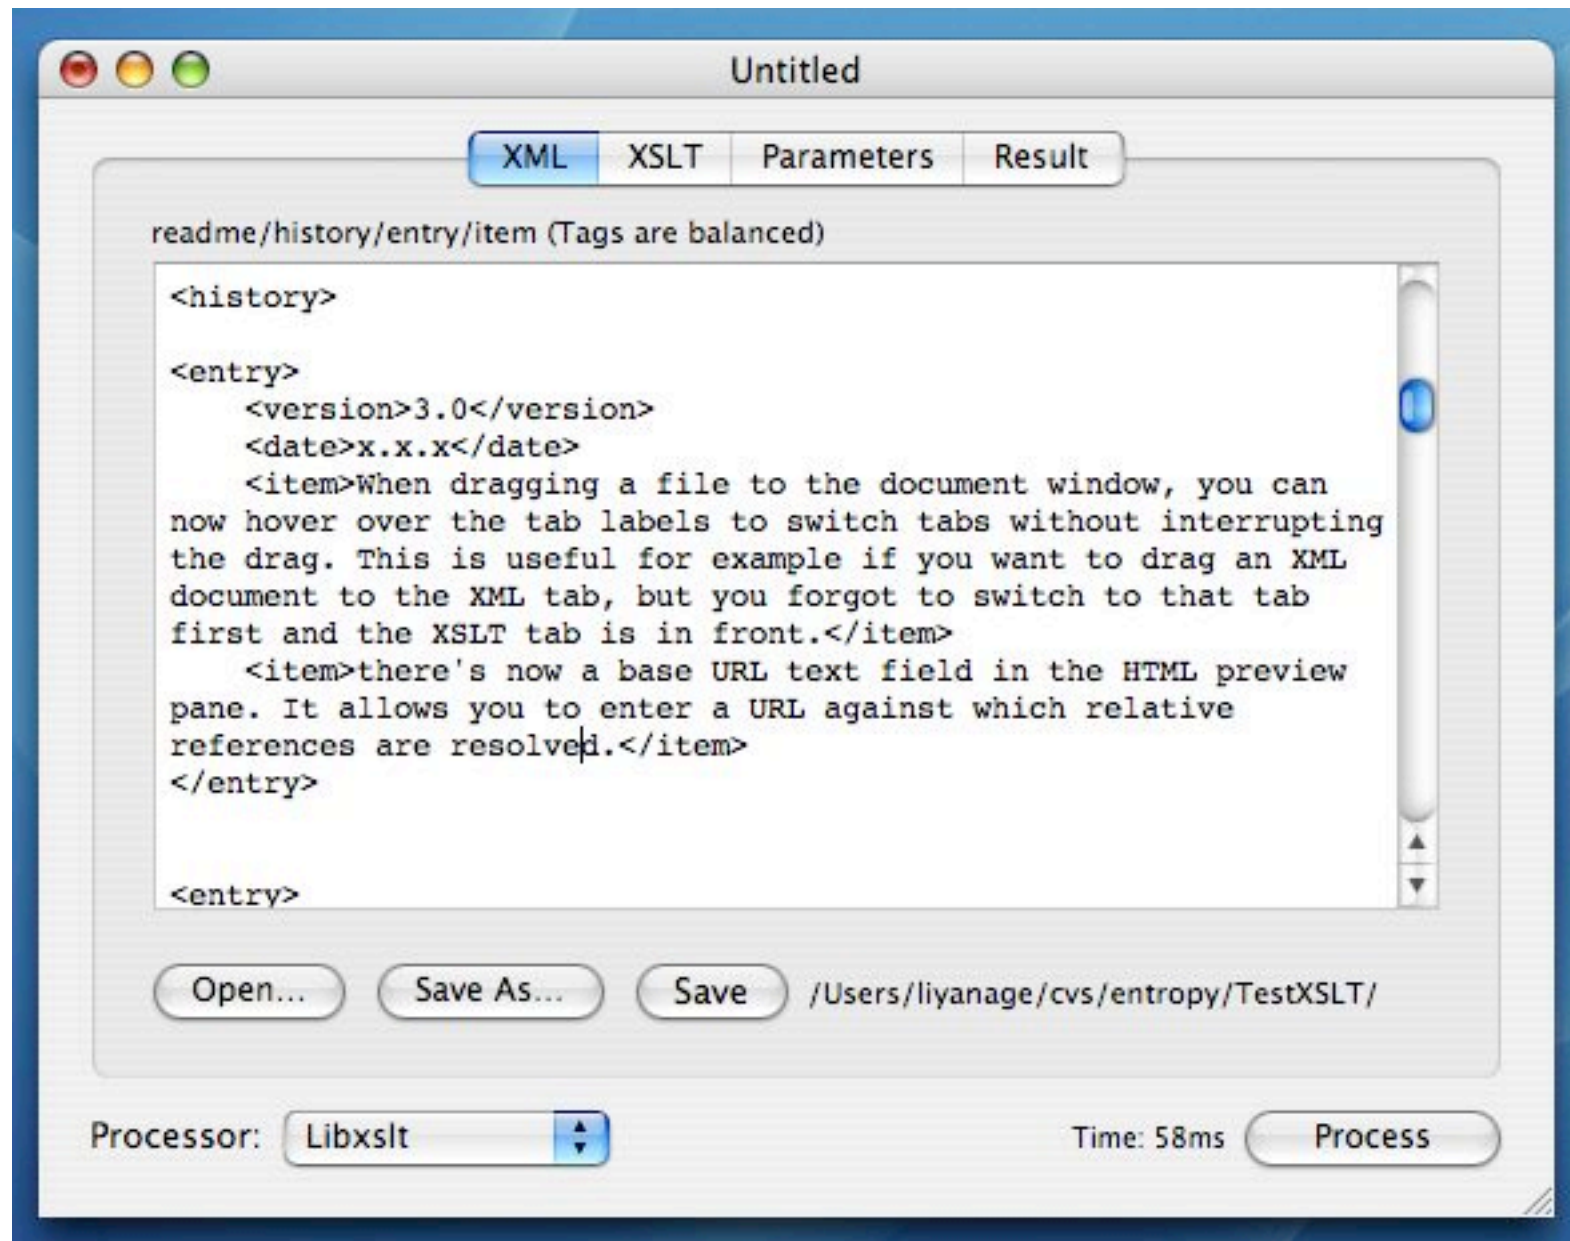 Untitled
XML XSLT Parameters Result
readme/history/entry/item (Tags are balanced)
<history>
<entry>
<version>3.0</version>
<date>x.x.x</date>
<item>When dragging a file to the document window, you can
now hover over the tab labels to switch tabs without interrupting
the drag. This is useful for example if you want to drag an XML
document to the XML tab, but you forgot to switch to that tab
first and the XSLT tab is in front.</item>
<item>there's now a base URL text field in the HTML preview
pane. It allows you to enter a URL against which relative
references are resolved.</item>
</entry>
<entry>
Open... Save As... Save /Users/liyanage/cvs/entropy/TestXSLT/
Processor: Libxslt Time: 58ms Process